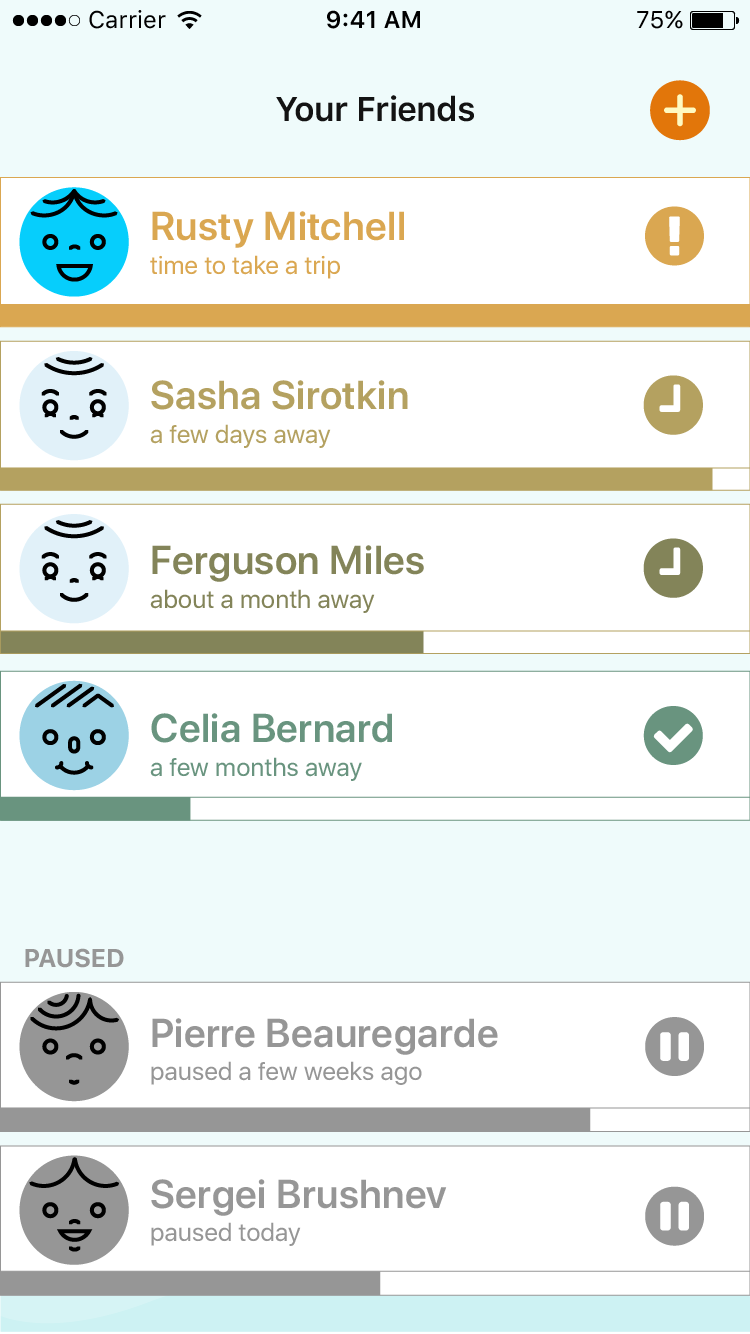 Carrier 9:41 AM 75%
Your Friends
Rusty Mitchell
time to take a trip
Sasha Sirotkin
a few days away
Ferguson Miles
about a month away
Celia Bernard
a few months away
PAUSED
Pierre Beauregarde
paused a few weeks ago
Sergei Brushnev
paused today